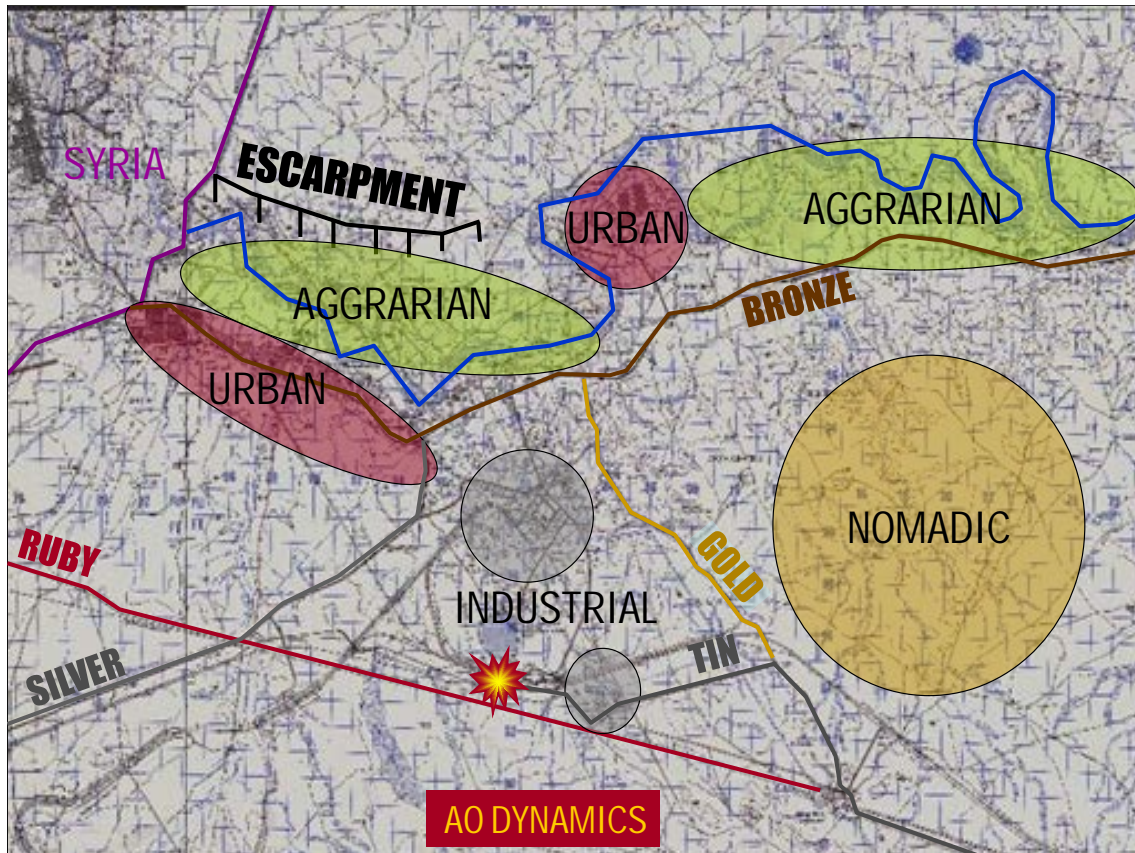 SYRIA
ESCARPMENT
URBAN
AGGRARIAN
AGGRARIAN
BRONZE
URBAN
NOMADIC
RUBY
GOLD
INDUSTRIAL
TIN
SILVER
AO DYNAMICS